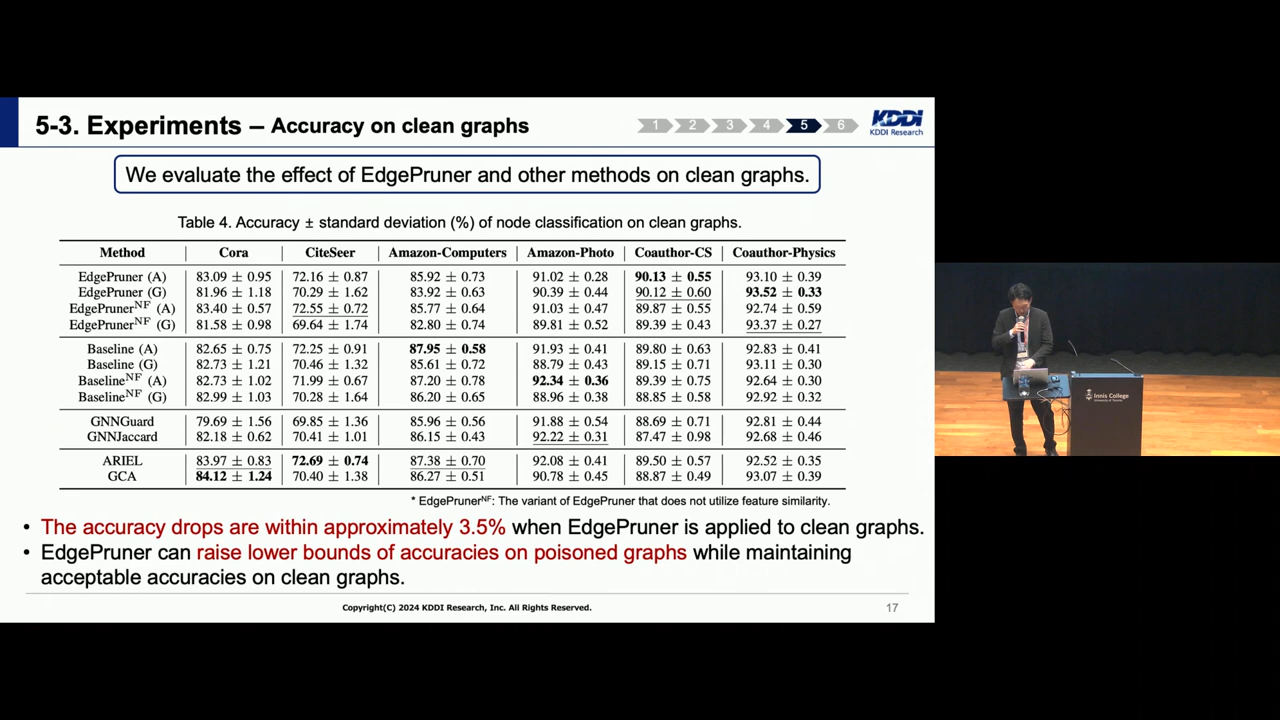 5-3. Experiments – Accuracy on clean graphs
1 2 3 4 5 6
KDDI
KDDI Research
We evaluate the effect of EdgePruner and other methods on clean graphs.
Table 4. Accuracy ± standard deviation (%) of node classification on clean graphs.
Method Cora CiteSeer Amazon-Computers Amazon-Photo Coauthor-CS Coauthor-Physics
EdgePruner (A) 83.09 ± 0.95 72.16 ± 0.87 85.92 ± 0.73 91.02 ± 0.28 90.13 ± 0.55 93.10 ± 0.39
EdgePruner (G) 81.96 ± 1.18 70.29 ± 1.62 83.92 ± 0.63 90.39 ± 0.44 90.12 ± 0.60 93.52 ± 0.33
EdgePruner^NF (A) 83.40 ± 0.57 72.55 ± 0.72 85.77 ± 0.64 91.03 ± 0.47 89.87 ± 0.55 92.74 ± 0.59
EdgePruner^NF (G) 81.58 ± 0.98 69.64 ± 1.74 82.80 ± 0.74 89.81 ± 0.52 89.39 ± 0.43 93.37 ± 0.27
Baseline (A) 82.65 ± 0.75 72.25 ± 0.91 87.95 ± 0.58 91.93 ± 0.41 89.80 ± 0.63 92.83 ± 0.41
Baseline (G) 82.73 ± 1.21 70.46 ± 1.32 85.61 ± 0.72 88.79 ± 0.43 89.15 ± 0.71 93.11 ± 0.30
Baseline^NF (A) 82.73 ± 1.02 71.99 ± 0.67 87.20 ± 0.78 92.34 ± 0.36 89.39 ± 0.75 92.64 ± 0.30
Baseline^NF (G) 82.99 ± 1.03 70.28 ± 1.64 86.20 ± 0.65 88.96 ± 0.38 88.85 ± 0.58 92.92 ± 0.32
GNNGuard 79.69 ± 1.56 69.85 ± 1.36 85.96 ± 0.56 91.88 ± 0.54 88.69 ± 0.71 92.81 ± 0.44
GNNJaccard 82.18 ± 0.62 70.41 ± 1.01 86.15 ± 0.43 92.22 ± 0.31 87.47 ± 0.98 92.68 ± 0.46
ARIEL 83.97 ± 0.83 72.69 ± 0.74 87.38 ± 0.70 92.08 ± 0.41 89.50 ± 0.57 92.52 ± 0.35
GCA 84.12 ± 1.24 70.40 ± 1.38 86.27 ± 0.51 90.78 ± 0.45 88.87 ± 0.49 93.07 ± 0.39
* EdgePruner^NF: The variant of EdgePruner that does not utilize feature similarity.
• The accuracy drops are within approximately 3.5% when EdgePruner is applied to clean graphs.
• EdgePruner can raise lower bounds of accuracies on poisoned graphs while maintaining
acceptable accuracies on clean graphs.
Copyright(C) 2024 KDDI Research, Inc. All Rights Reserved.
17
Innis College